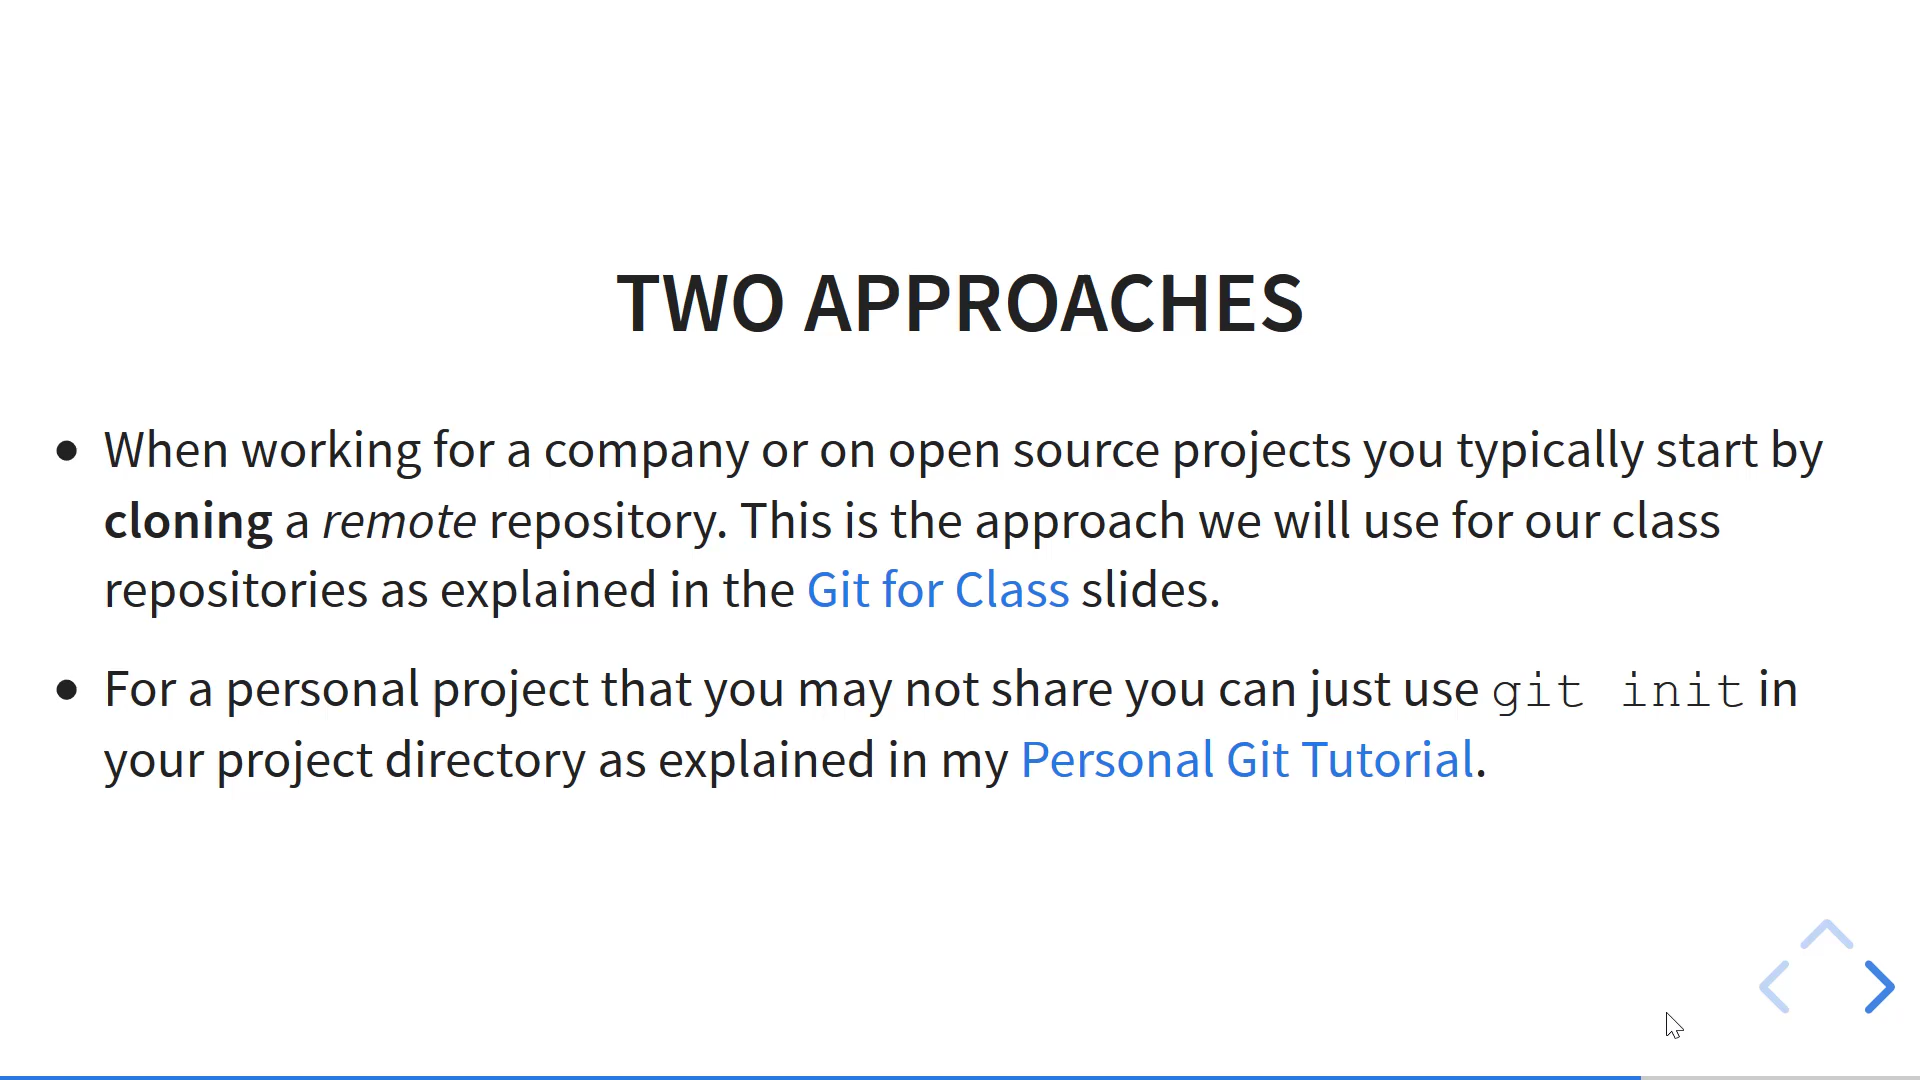 TWO APPROACHES
• When working for a company or on open source projects you typically start by
cloning a remote repository. This is the approach we will use for our class
repositories as explained in the Git for Class slides.
• For a personal project that you may not share you can just use git init in
your project directory as explained in my Personal Git Tutorial.